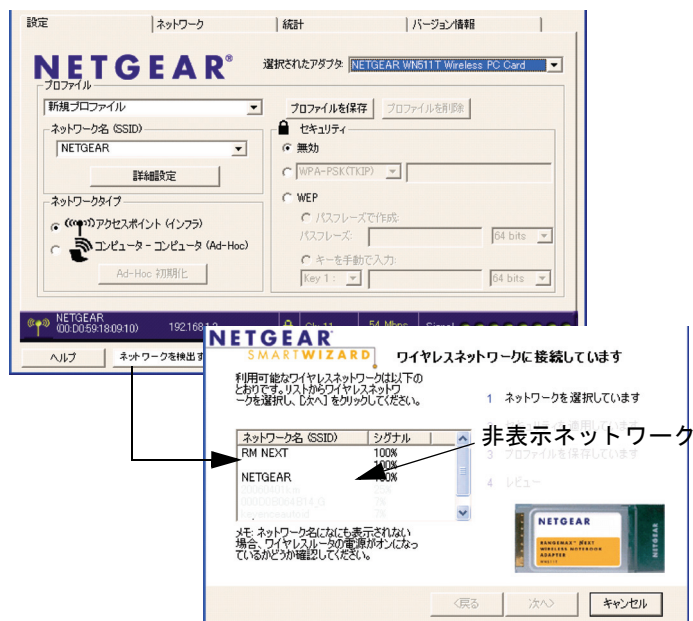 設定
ネットワーク
統計
バージョン情報
NETGEAR®
選択されたアダプタ: NETGEAR WN511T Wireless PC Card
プロファイル
新規プロファイル
プロファイルを保存
プロファイルを削除
ネットワーク名 (SSID)
NETGEAR
詳細設定
セキュリティ
無効
WPA-PSK(TKIP)
WEP
パスフレーズで作成:
パスフレーズ: 64 bits
キーを手動で入力:
Key 1 : 64 bits
ネットワークタイプ
アクセスポイント (インフラ)
コンピュータ - コンピュータ (Ad-Hoc)
Ad-Hoc 初期化
NETGEAR
(00:D0:59:18:09:10)
ヘルプ
ネットワークを検出す
NETGEAR
SMARTWIZARD
ワイヤレスネットワークに接続しています
利用可能なワイヤレスネットワークは以下の
とおりです。リストからワイヤレスネットワ
ークを選択し、[次へ] をクリックしてください。
ネットワーク名 (SSID) シグナル
RM NEXT 100%
100%
NETGEAR 100%
メモ: ネットワーク名になにも表示されない
場合、ワイヤレスルータの電源がオンになっ
ているかどうか確認してください。
1 ネットワークを選択しています
非表示ネットワーク
3 プロファイルを保存しています
4 レビュー
NETGEAR
RANGEMAX NEXT
WIRELESS NOTEBOOK
ADAPTER
WN511T
NETGEAR
<戻る
次へ>
キャンセル